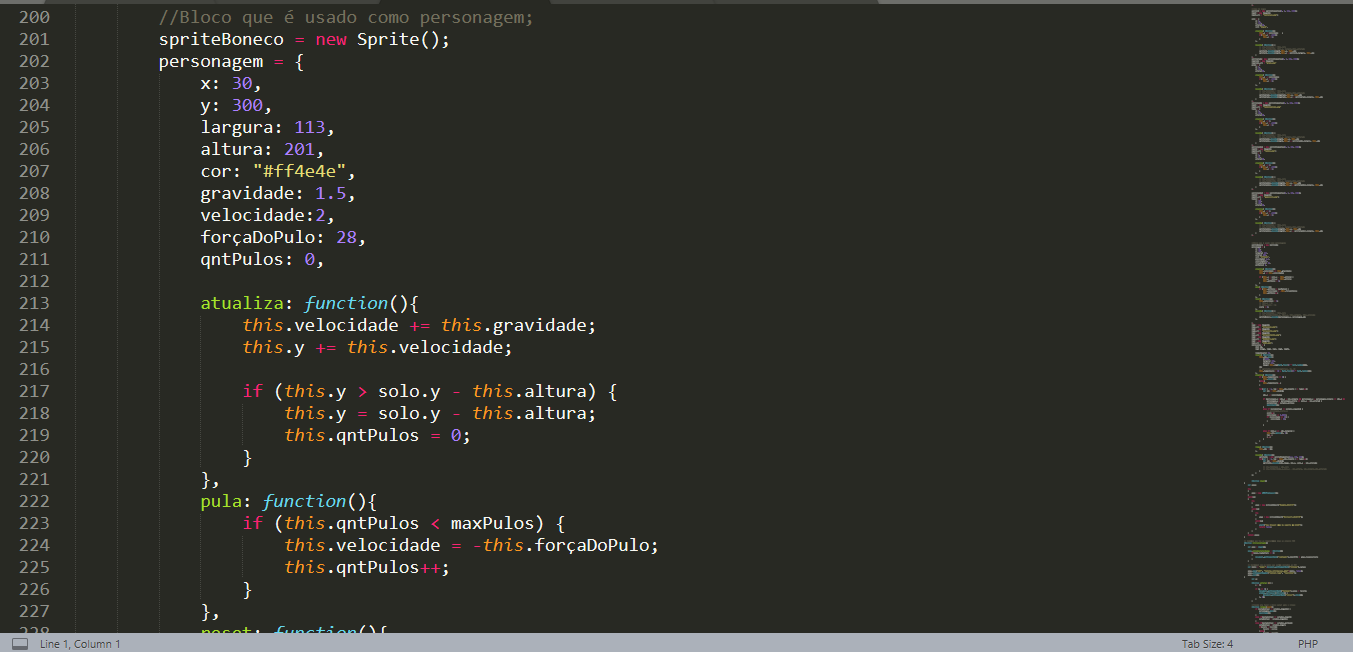 200 //Bloco que é usado como personagem;
201 spriteBoneco = new Sprite();
202 personagem = {
203 x: 30,
204 y: 300,
205 largura: 113,
206 altura: 201,
207 cor: "#ff4e4e",
208 gravidade: 1.5,
209 velocidade:2,
210 forçaDoPulo: 28,
211 qntPulos: 0,
212
213 atualiza: function(){
214 this.velocidade += this.gravidade;
215 this.y += this.velocidade;
216
217 if (this.y > solo.y - this.altura) {
218 this.y = solo.y - this.altura;
219 this.qntPulos = 0;
220 }
221 },
222 pula: function(){
223 if (this.qntPulos < maxPulos) {
224 this.velocidade = -this.forçaDoPulo;
225 this.qntPulos++;
226 }
227 },
228 reset: function(){
Line 1, Column 1 Tab Size: 4 PHP